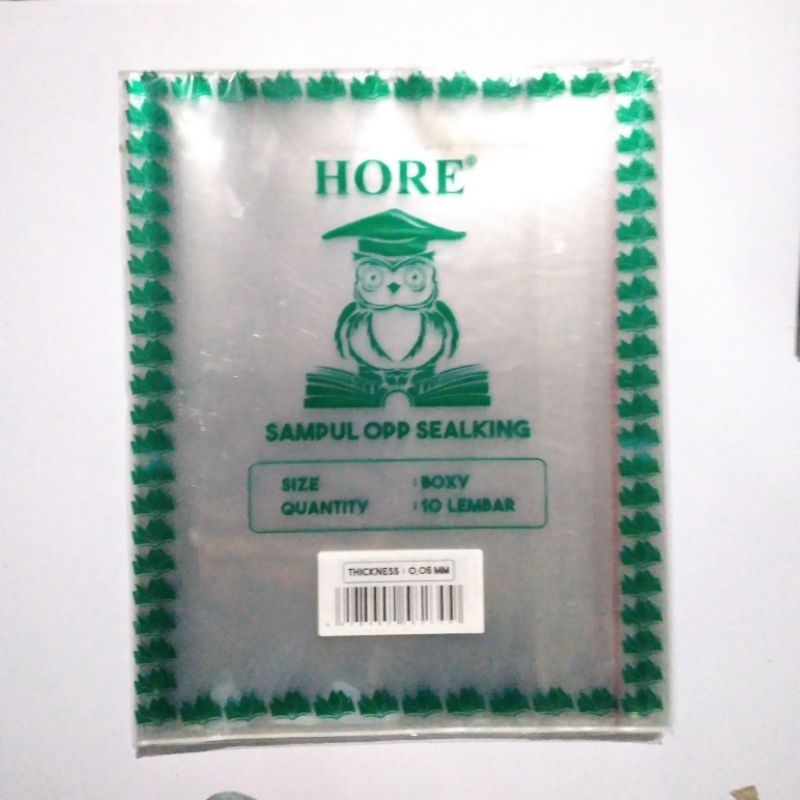 HORE®
SAMPUL OPP SEALKING
SIZE : BOXY
QUANTITY : 10 LEMBAR
THICKNESS : 0,05 MM